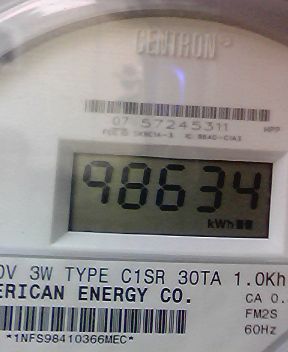 CENTRON
07 57245311
98634
kWh
0V 3W TYPE C1SR 30TA 1.0Kh
ERICAN ENERGY CO.
CA 0.
FM2S
60Hz
*1NFS98410366MEC*